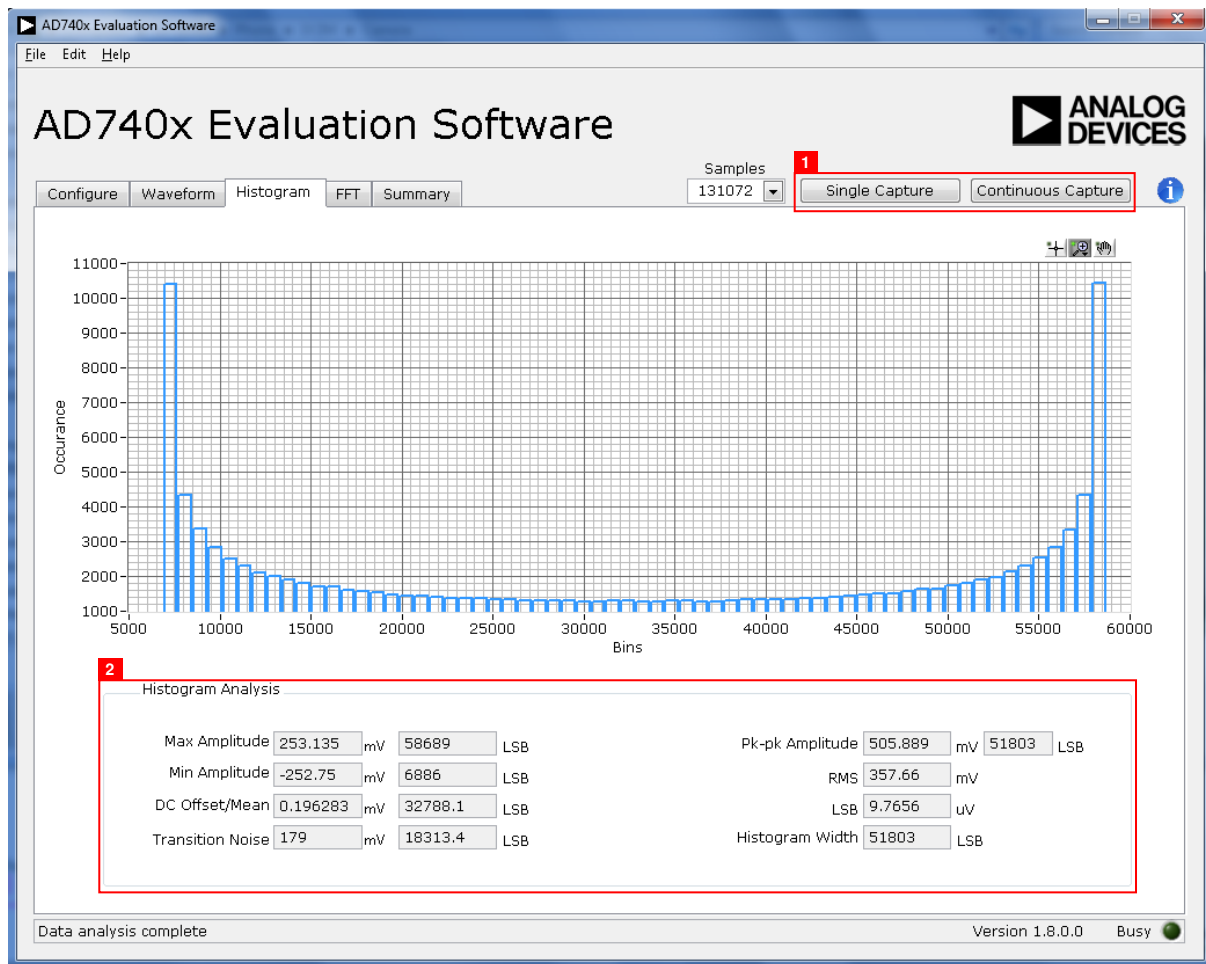 AD740x Evaluation Software
File Edit Help
AD740x Evaluation Software
ANALOG
DEVICES
Configure Waveform Histogram FFT Summary
Samples
131072
1
Single Capture Continuous Capture
i
11000
10000
9000
8000
7000
6000
5000
4000
3000
2000
1000
Occurance
5000 10000 15000 20000 25000 30000 35000 40000 45000 50000 55000 60000
Bins
2
Histogram Analysis
Max Amplitude 253.135 mV 58689 LSB
Min Amplitude -252.75 mV 6886 LSB
DC Offset/Mean 0.196283 mV 32788.1 LSB
Transition Noise 179 mV 18313.4 LSB
Pk-pk Amplitude 505.889 mV 51803 LSB
RMS 357.66 mV
LSB 9.7656 uV
Histogram Width 51803 LSB
Data analysis complete
Version 1.8.0.0 Busy